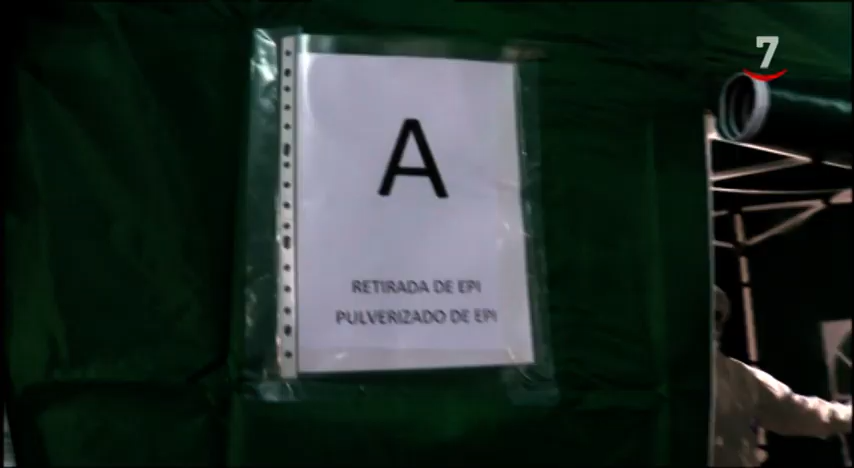 7
A
RETIRADA DE EPI
PULVERIZADO DE EPI